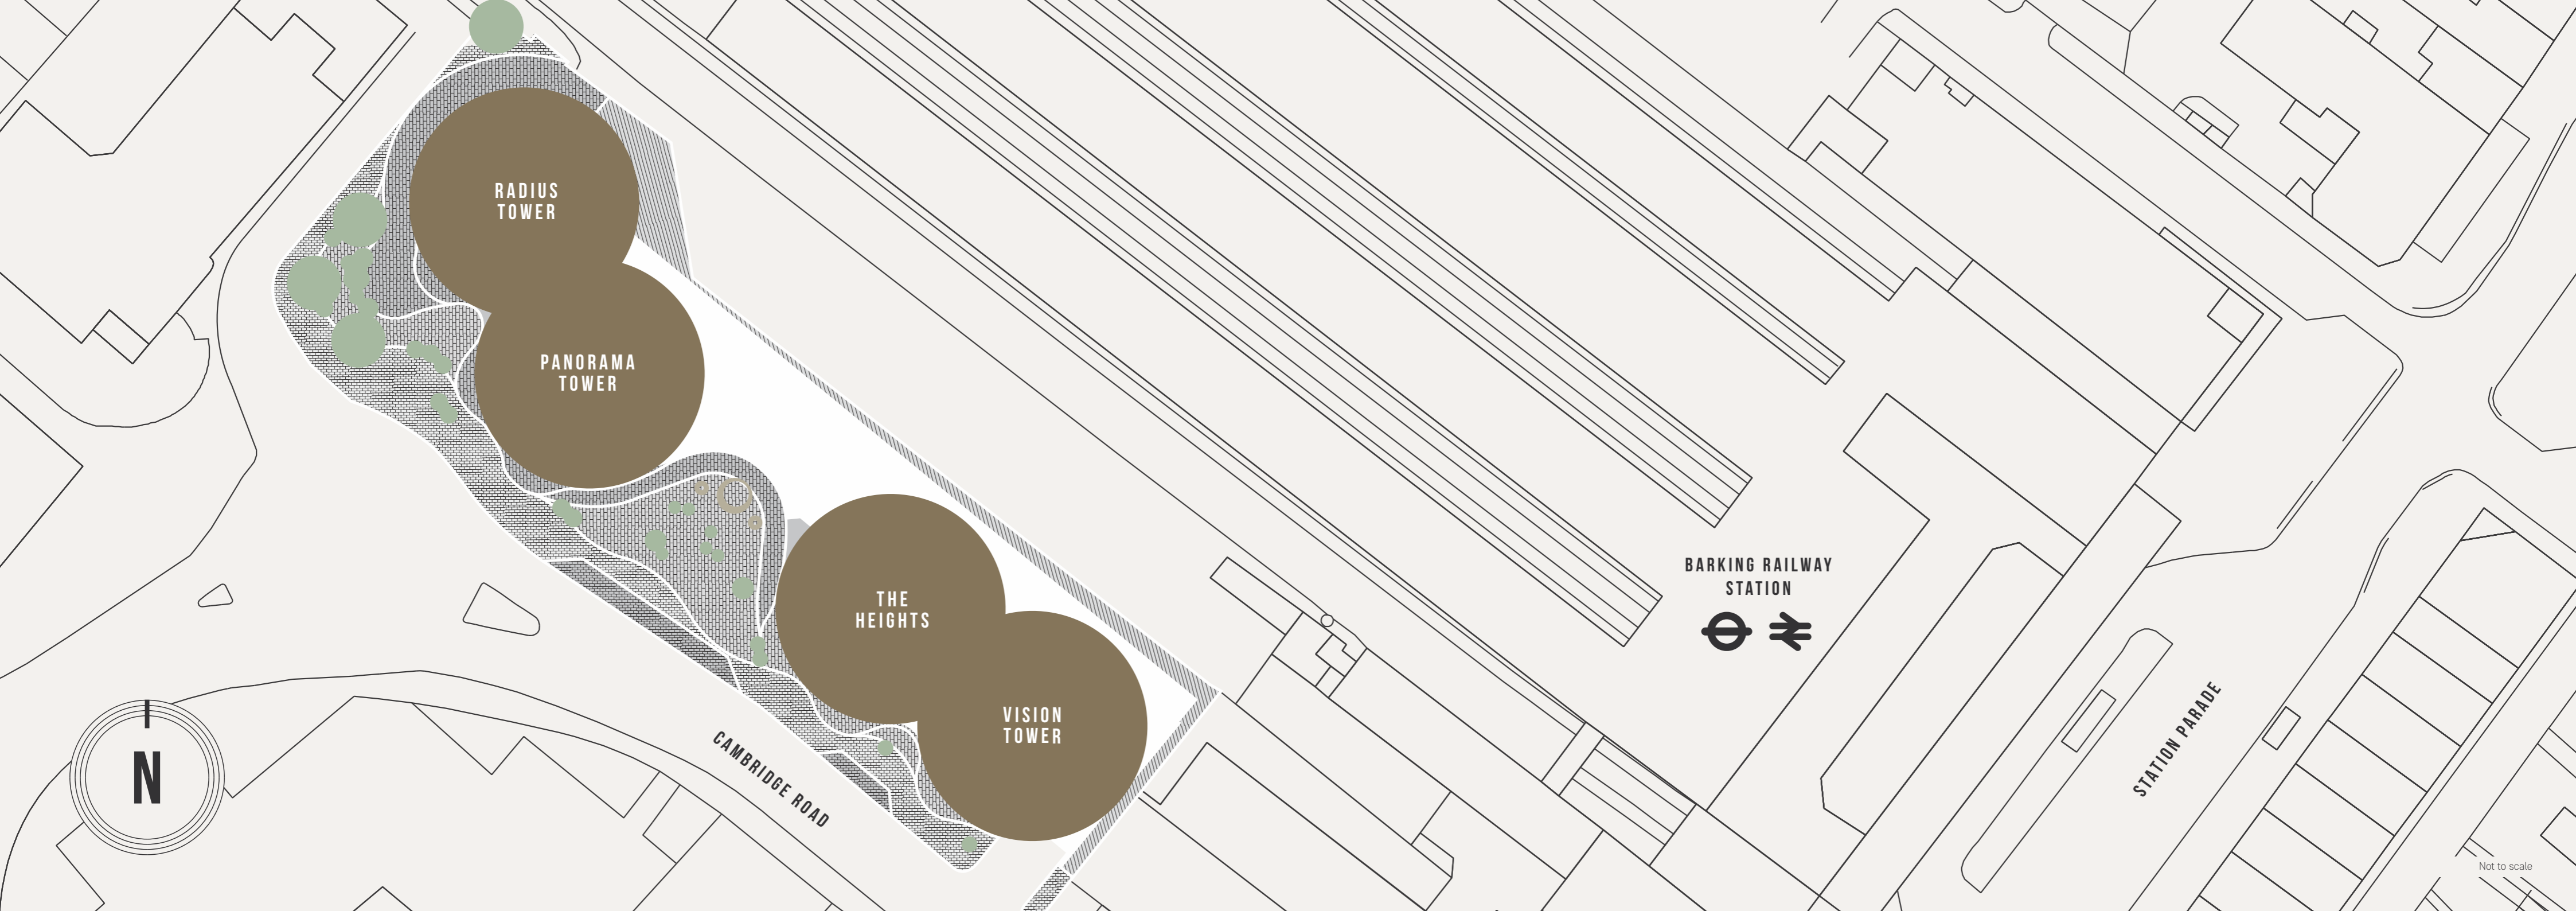 RADIUS
TOWER
PANORAMA
TOWER
THE
HEIGHTS
VISION
TOWER
BARKING RAILWAY
STATION
CAMBRIDGE ROAD
STATION PARADE
N
Not to scale